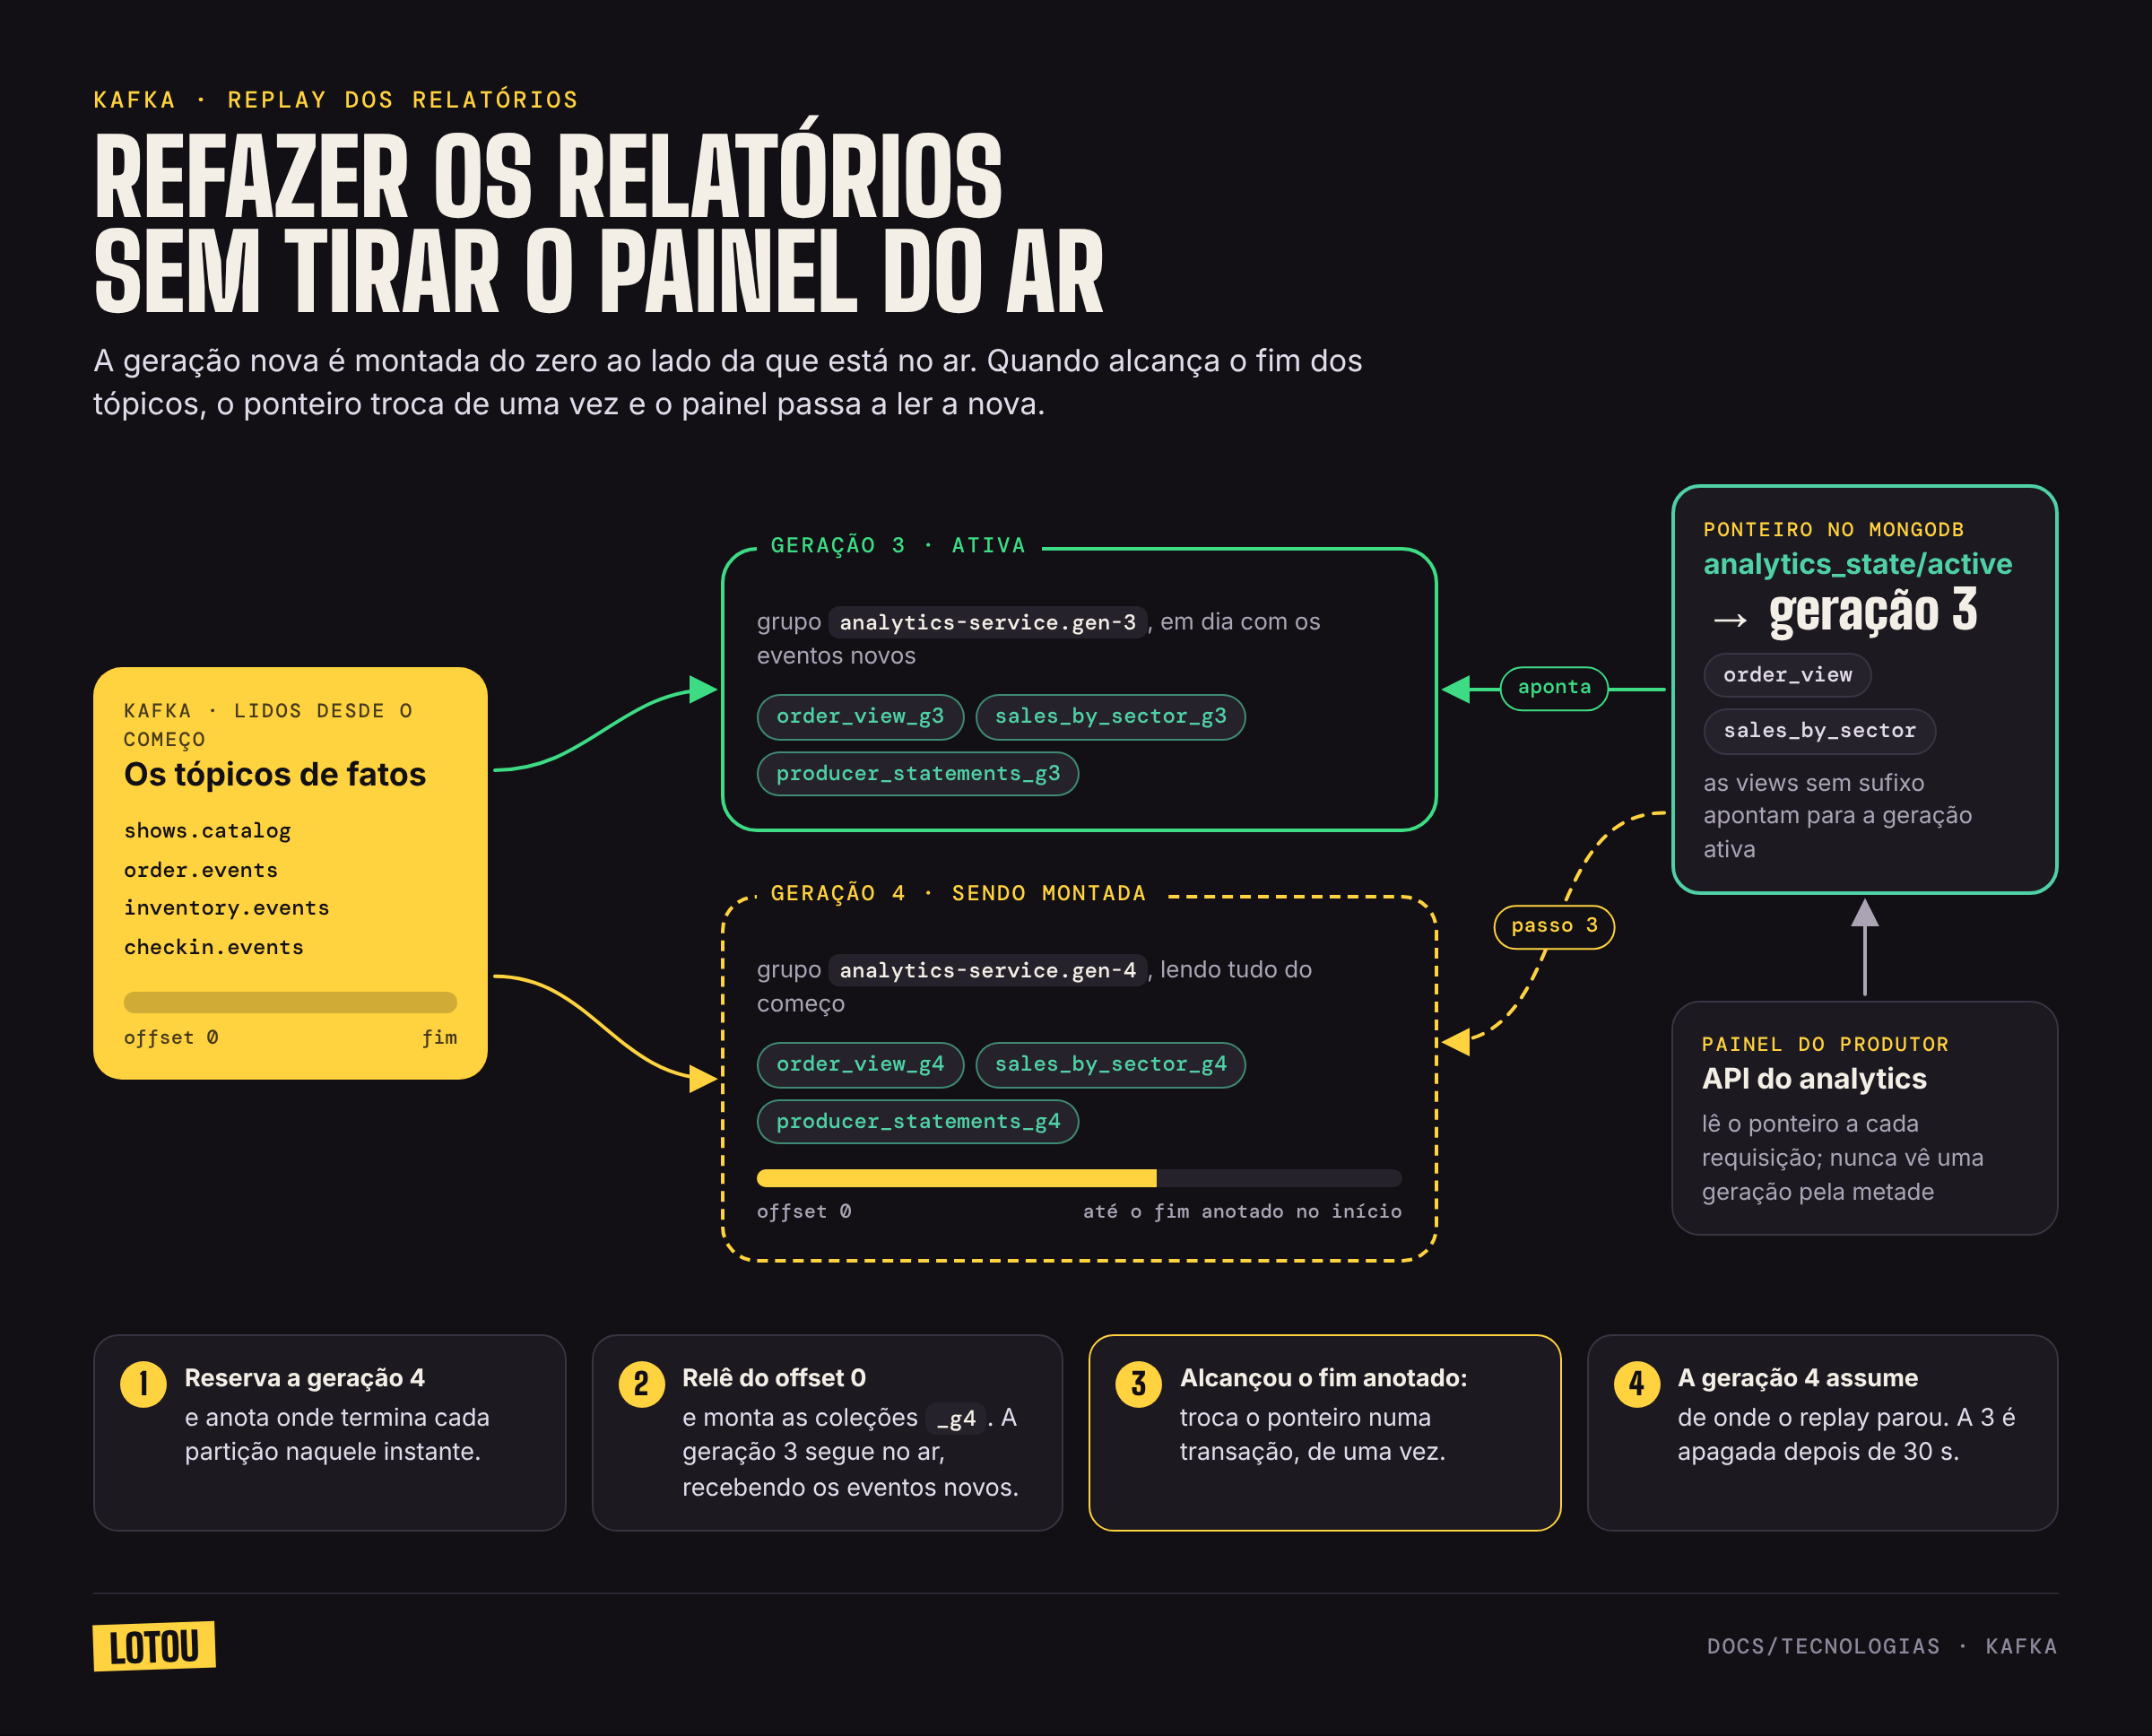 KAFKA · REPLAY DOS RELATÓRIOS
REFAZER OS RELATÓRIOS
SEM TIRAR O PAINEL DO AR
A geração nova é montada do zero ao lado da que está no ar. Quando alcança o fim dos
tópicos, o ponteiro troca de uma vez e o painel passa a ler a nova.
KAFKA · LIDOS DESDE O
COMEÇO
Os tópicos de fatos
shows.catalog
order.events
inventory.events
checkin.events
offset 0 fim
GERAÇÃO 3 · ATIVA
grupo analytics-service.gen-3, em dia com os
eventos novos
order_view_g3 sales_by_sector_g3
producer_statements_g3
GERAÇÃO 4 · SENDO MONTADA
grupo analytics-service.gen-4, lendo tudo do
começo
order_view_g4 sales_by_sector_g4
producer_statements_g4
offset 0 até o fim anotado no início
aponta
passo 3
PONTEIRO NO MONGODB
analytics_state/active
→ geração 3
order_view
sales_by_sector
as views sem sufixo
apontam para a geração
ativa
PAINEL DO PRODUTOR
API do analytics
lê o ponteiro a cada
requisição; nunca vê uma
geração pela metade
1 Reserva a geração 4
e anota onde termina cada
partição naquele instante.
2 Relê do offset 0
e monta as coleções _g4. A
geração 3 segue no ar,
recebendo os eventos novos.
3 Alcançou o fim anotado:
troca o ponteiro numa
transação, de uma vez.
4 A geração 4 assume
de onde o replay parou. A 3 é
apagada depois de 30 s.
LOTOU
DOCS/TECNOLOGIAS · KAFKA